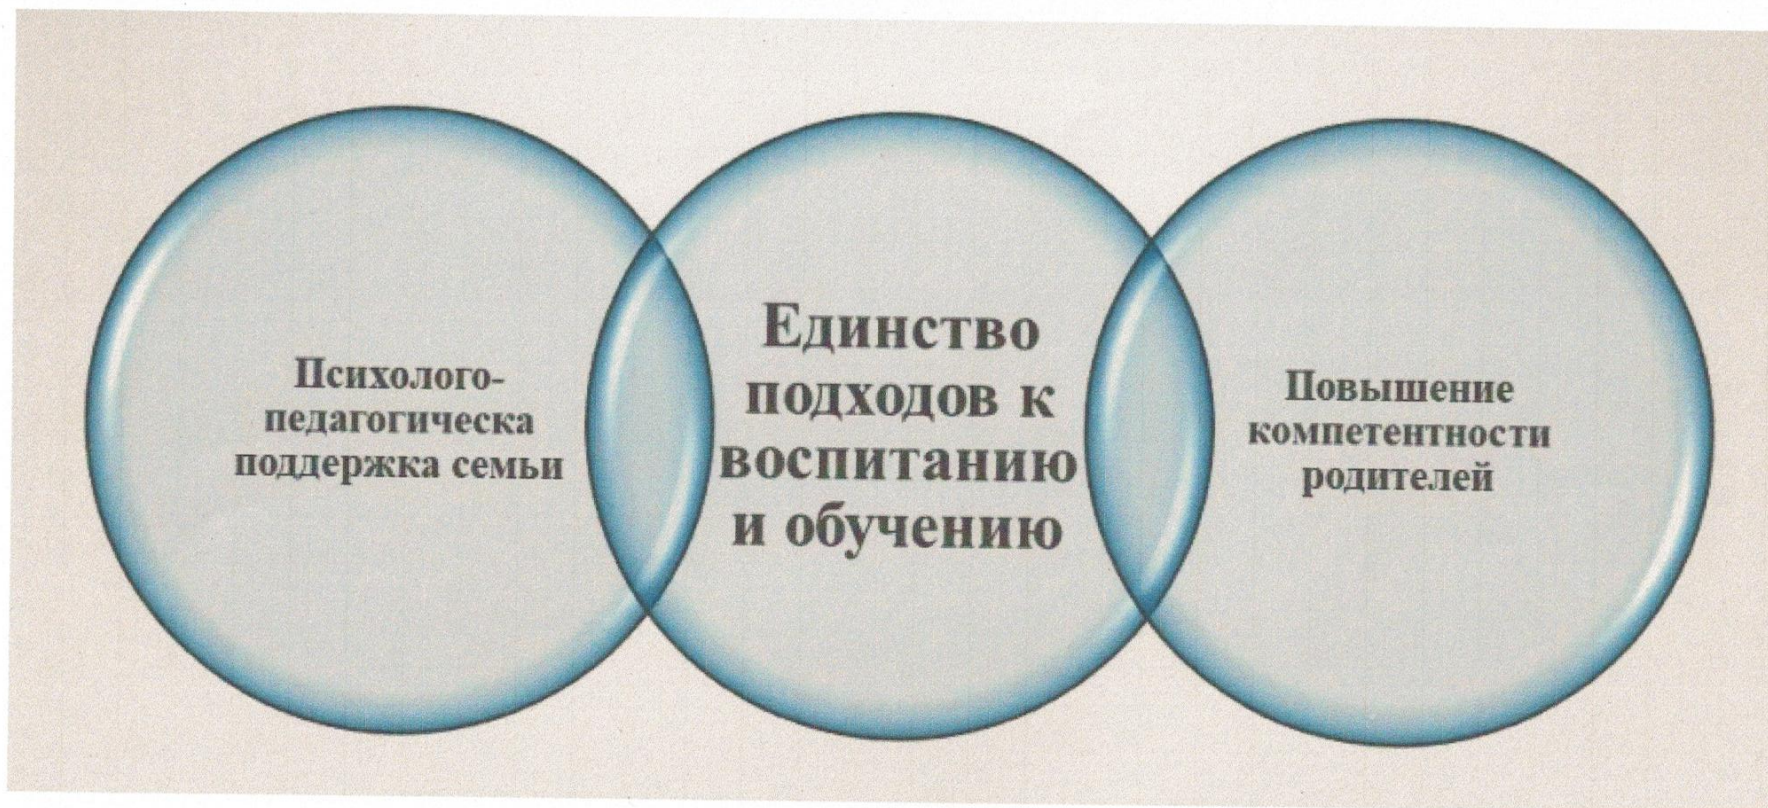 Психолого-
педагогическа
поддержка семьи
Единство
подходов к
воспитанию
и обучению
Повышение
компетентности
родителей